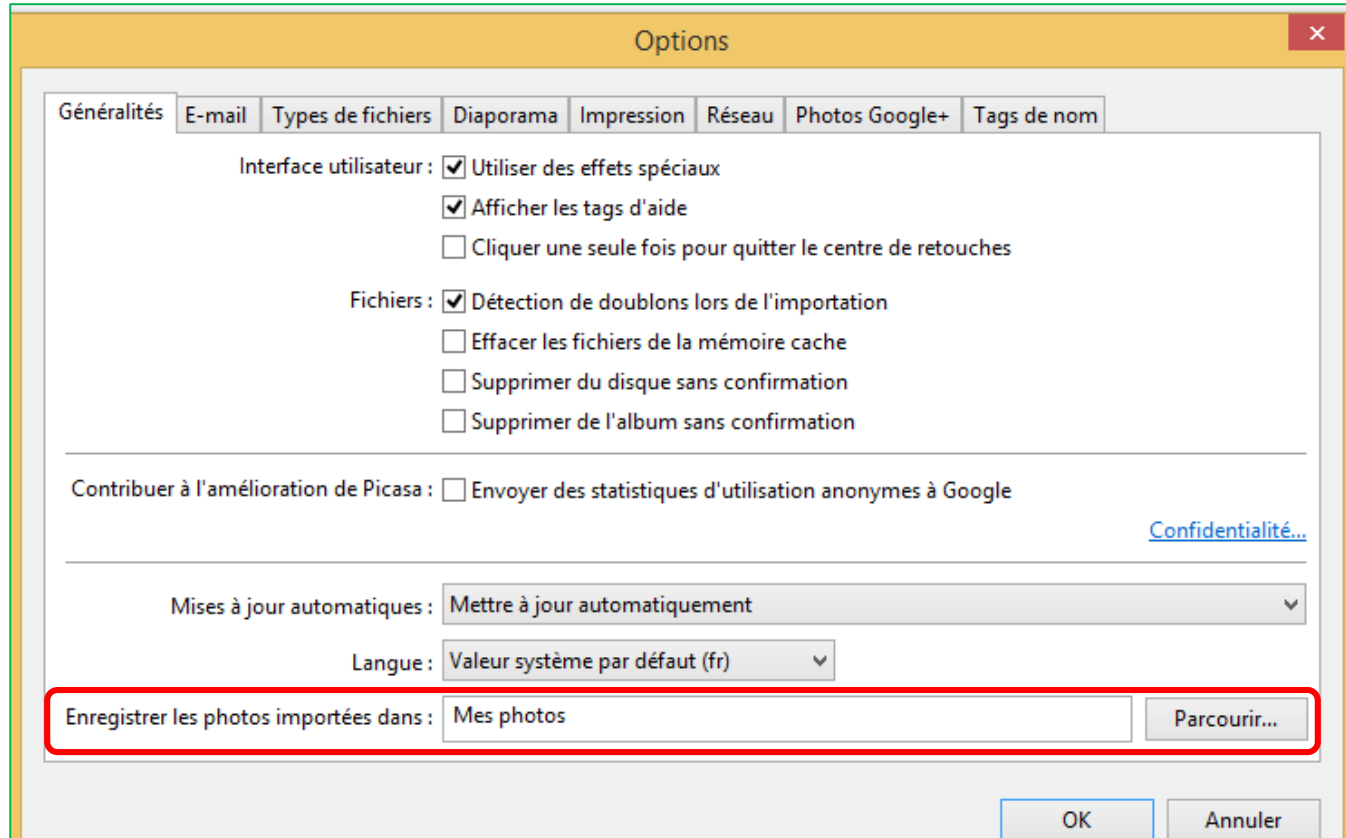 Options
Généralités E-mail Types de fichiers Diaporama Impression Réseau Photos Google+ Tags de nom
Interface utilisateur : Utiliser des effets spéciaux
Afficher les tags d'aide
Cliquer une seule fois pour quitter le centre de retouches
Fichiers : Détection de doublons lors de l'importation
Effacer les fichiers de la mémoire cache
Supprimer du disque sans confirmation
Supprimer de l'album sans confirmation
Contribuer à l'amélioration de Picasa : Envoyer des statistiques d'utilisation anonymes à Google
Confidentialité...
Mises à jour automatiques : Mettre à jour automatiquement
Langue : Valeur système par défaut (fr)
Enregistrer les photos importées dans : Mes photos Parcourir...
OK Annuler